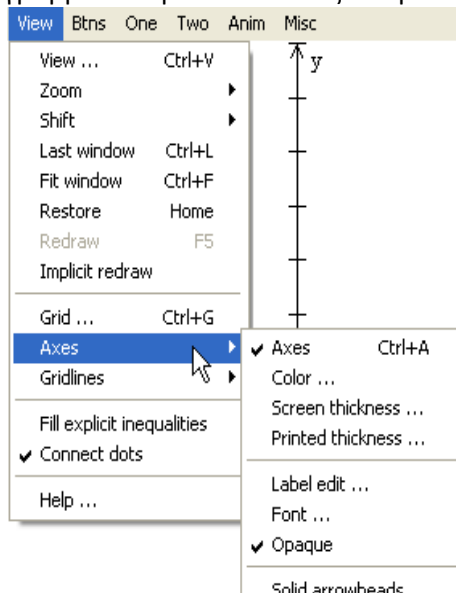 View Btns One Two Anim Misc
View ... Ctrl+V
Zoom
Shift
Last window Ctrl+L
Fit window Ctrl+F
Restore Home
Redraw F5
Implicit redraw
Grid ... Ctrl+G
Axes
Gridlines
Fill explicit inequalities
Connect dots
Help ...
y
Axes Ctrl+A
Color ...
Screen thickness ...
Printed thickness ...
Label edit ...
Font ...
Opaque
Solid arrowheads